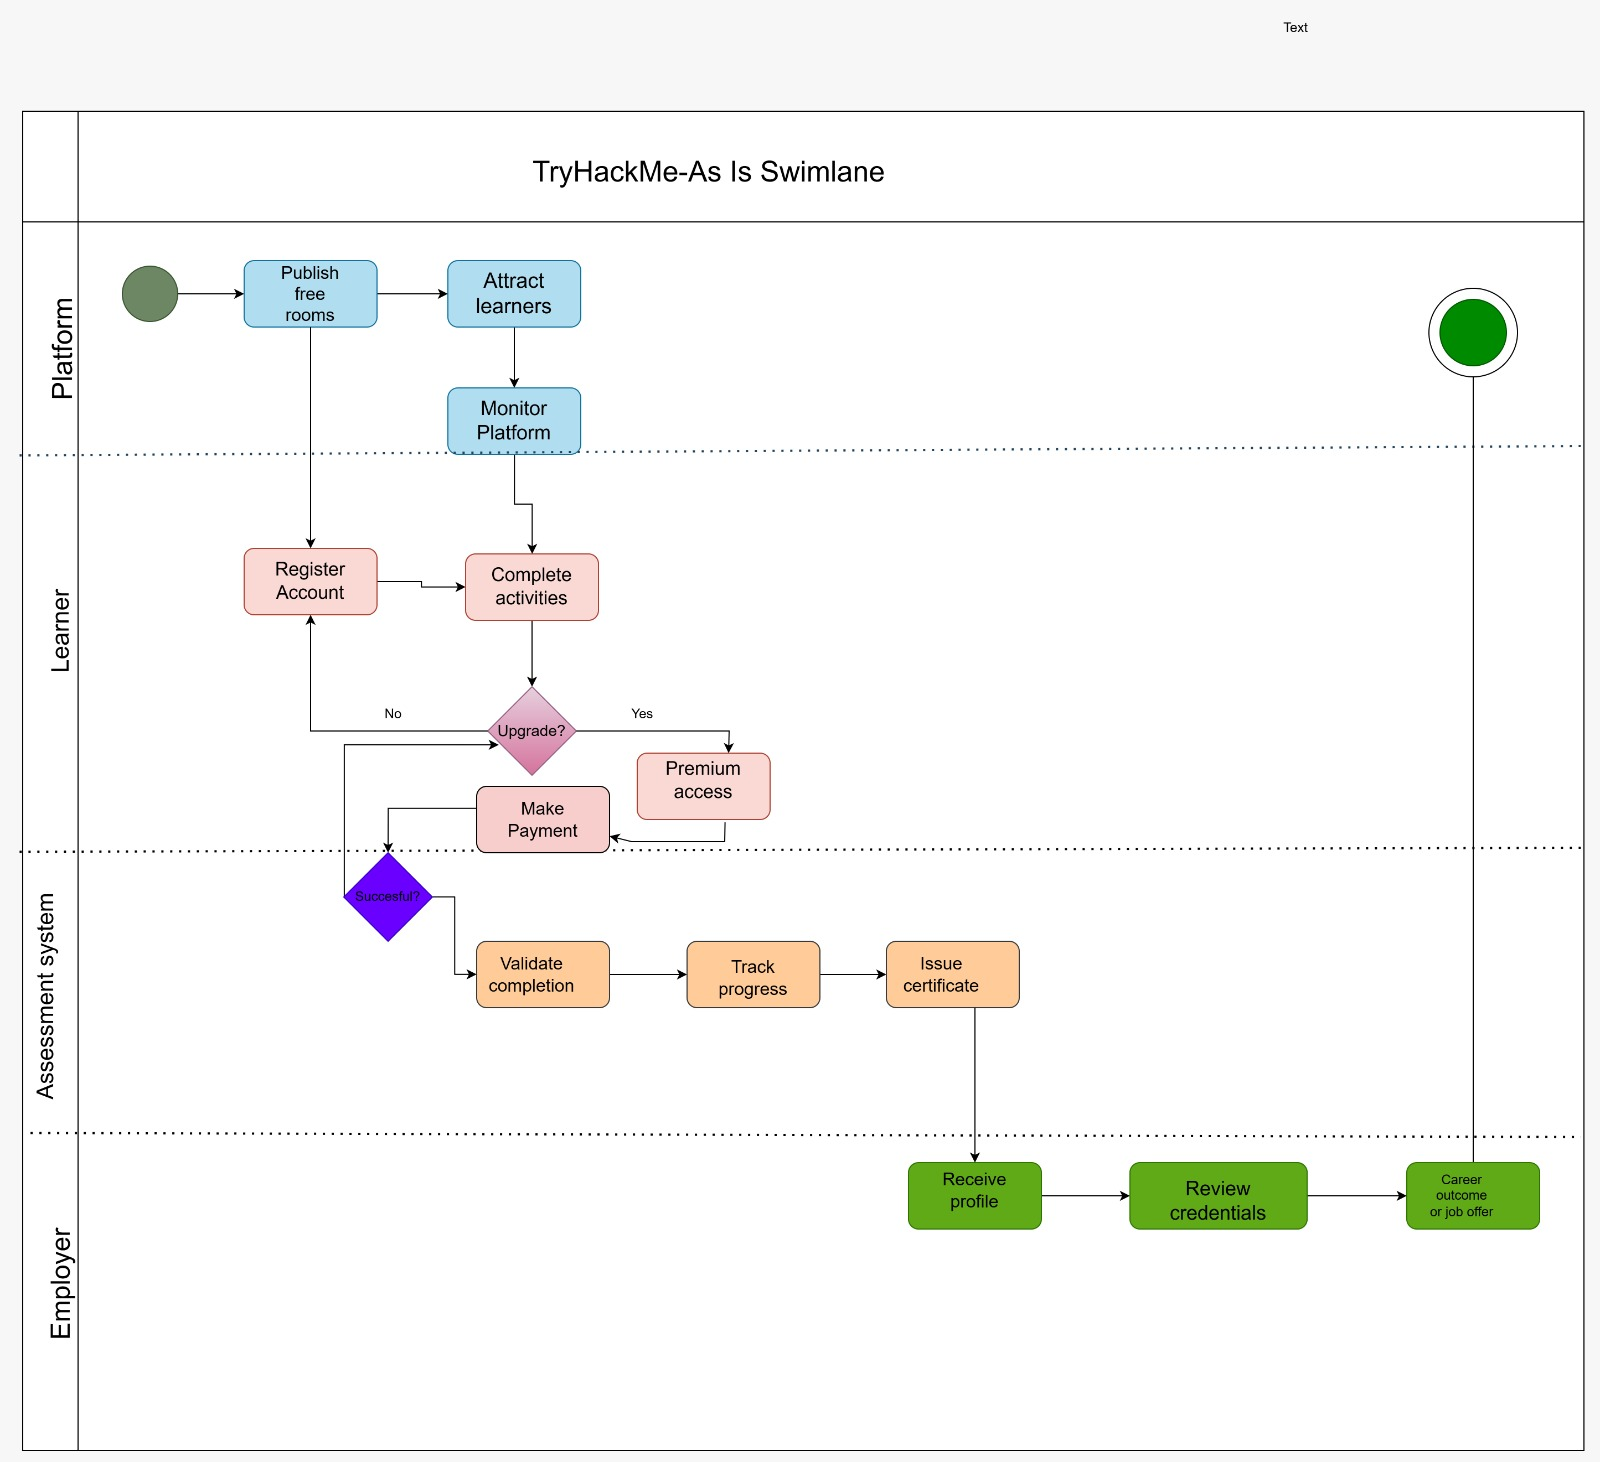 Text
TryHackMe-As Is Swimlane
Platform
Publish
free
rooms
Attract
learners
Monitor
Platform
Learner
Register
Account
Complete
activities
No
Upgrade?
Yes
Premium
access
Make
Payment
Assessment system
Succesful?
Validate
completion
Track
progress
Issue
certificate
Employer
Receive
profile
Review
credentials
Career
outcome
or job offer